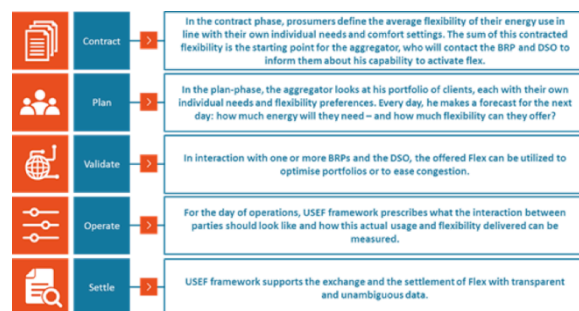 Contract
In the contract phase, prosumers define the average flexibility of their energy use in
line with their own individual needs and comfort settings. The sum of this contracted
flexibility is the starting point for the aggregator, who will contact the BRP and DSO to
inform them about his capability to activate flex.
Plan
In the plan-phase, the aggregator looks at his portfolio of clients, each with their own
individual needs and flexibility preferences. Every day, he makes a forecast for the next
day: how much energy will they need – and how much flexibility can they offer?
Validate
In interaction with one or more BRPs and the DSO, the offered Flex can be utilized to
optimise portfolios or to ease congestion.
Operate
For the day of operations, USEF framework prescribes what the interaction between
parties should look like and how this actual usage and flexibility delivered can be
measured.
Settle
USEF framework supports the exchange and the settlement of Flex with transparent
and unambiguous data.